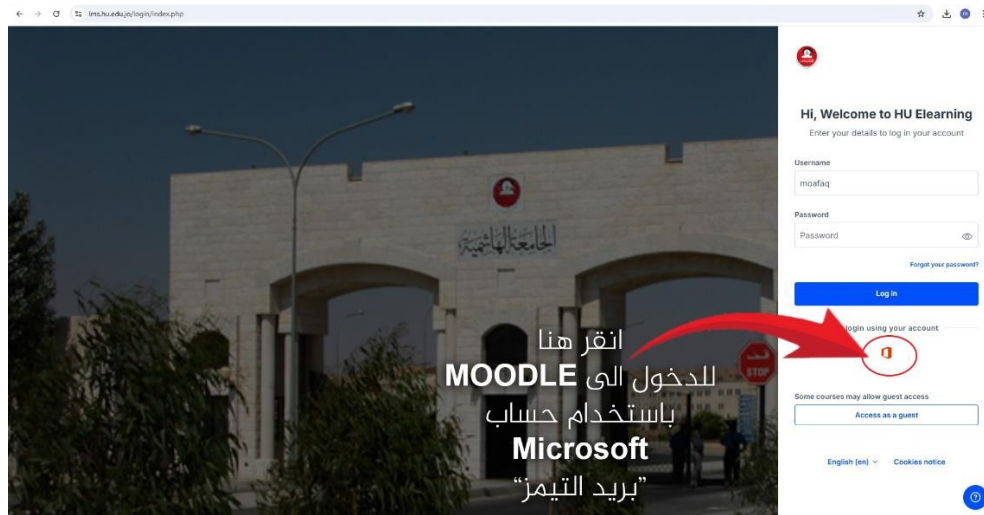 lms.hu.edu.jo/login/index.php
Hi, Welcome to HU Elearning
Enter your details to log in your account
Username
moafaq
Password
Password
Forgot your password?
Log in
login using your account
Some courses may allow guest access
Access as a guest
English (en)
Cookies notice
الجامعة الهاشمية
قف
STOP
انقر هنا
للدخول الى MOODLE
باستخدام حساب
Microsoft
"بريد التيمز"